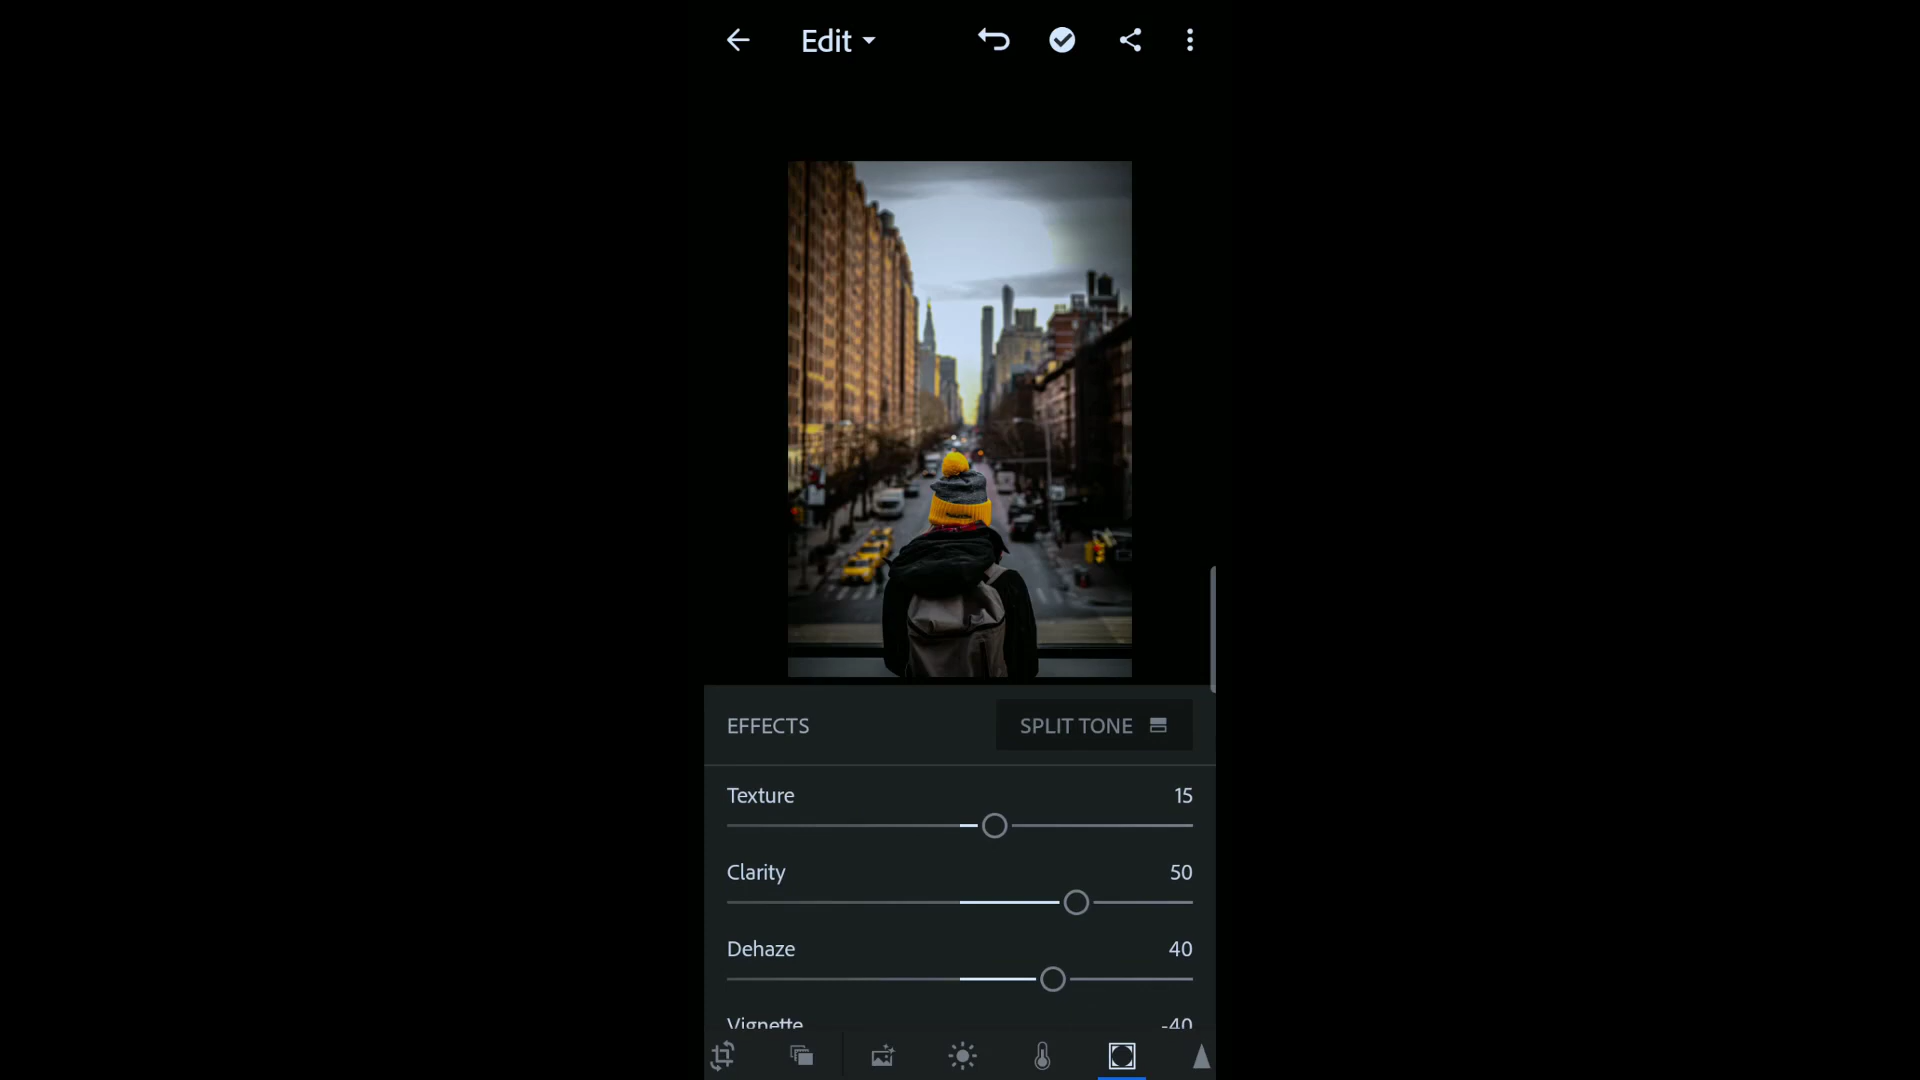 Edit
EFFECTS
SPLIT TONE
Texture 15
Clarity 50
Dehaze 40
Vignette -40